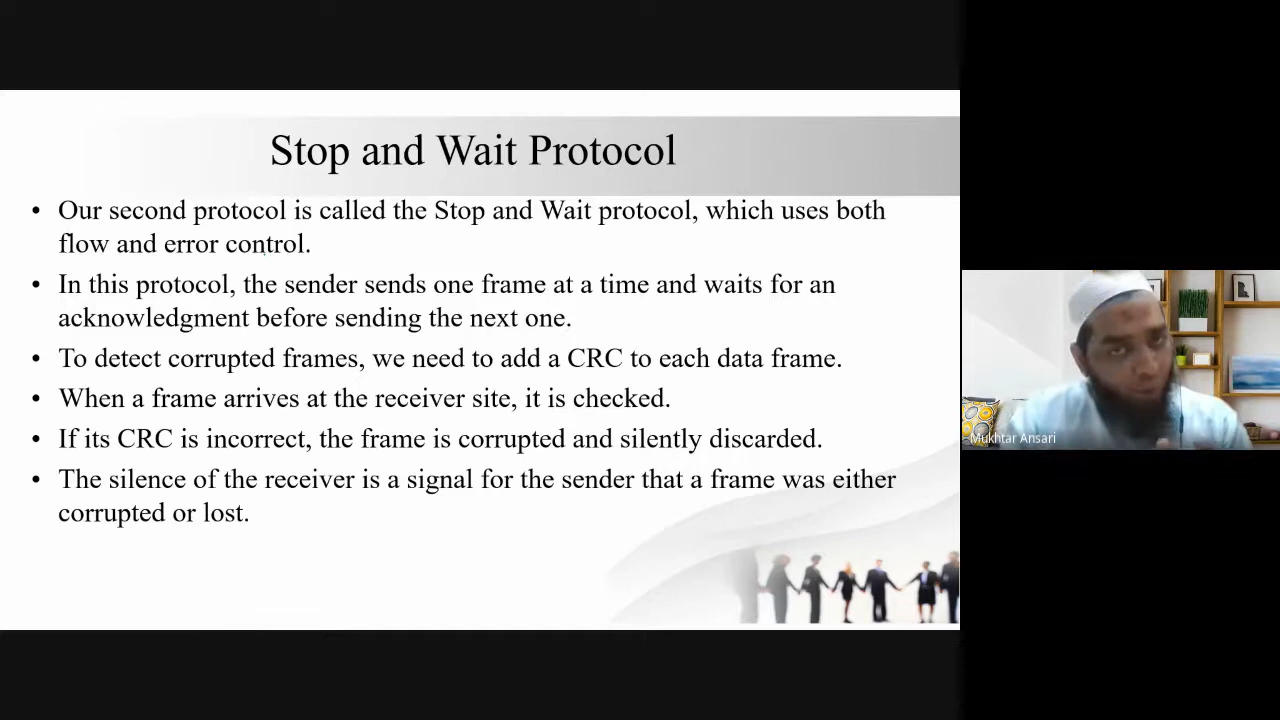 Stop and Wait Protocol
• Our second protocol is called the Stop and Wait protocol, which uses both
flow and error control.
• In this protocol, the sender sends one frame at a time and waits for an
acknowledgment before sending the next one.
• To detect corrupted frames, we need to add a CRC to each data frame.
• When a frame arrives at the receiver site, it is checked.
• If its CRC is incorrect, the frame is corrupted and silently discarded.
• The silence of the receiver is a signal for the sender that a frame was either
corrupted or lost.
Mukhtar Ansari